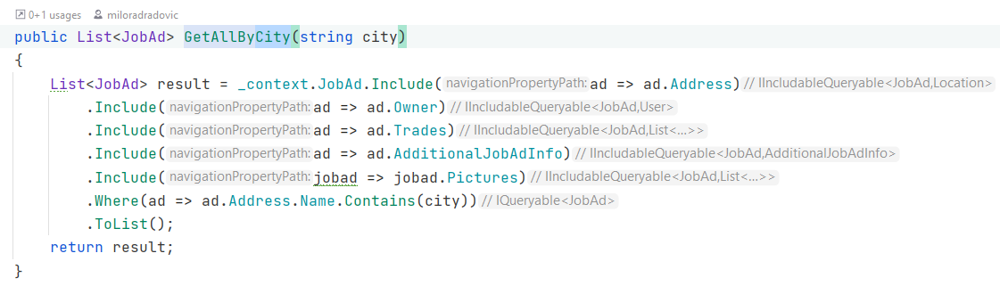 0+1 usages miloradradovic
public List<JobAd> GetAllByCity(string city)
{
List<JobAd> result = _context.JobAd.Include( navigationPropertyPath: ad => ad.Address) // IIncludableQueryable<JobAd,Location>
.Include( navigationPropertyPath: ad => ad.Owner) // IIncludableQueryable<JobAd,User>
.Include( navigationPropertyPath: ad => ad.Trades) // IIncludableQueryable<JobAd,List<...>>
.Include( navigationPropertyPath: ad => ad.AdditionalJobAdInfo) // IIncludableQueryable<JobAd,AdditionalJobAdInfo>
.Include( navigationPropertyPath: jobad => jobad.Pictures) // IIncludableQueryable<JobAd,List<...>>
.Where(ad => ad.Address.Name.Contains(city)) // IQueryable<JobAd>
.ToList();
return result;
}